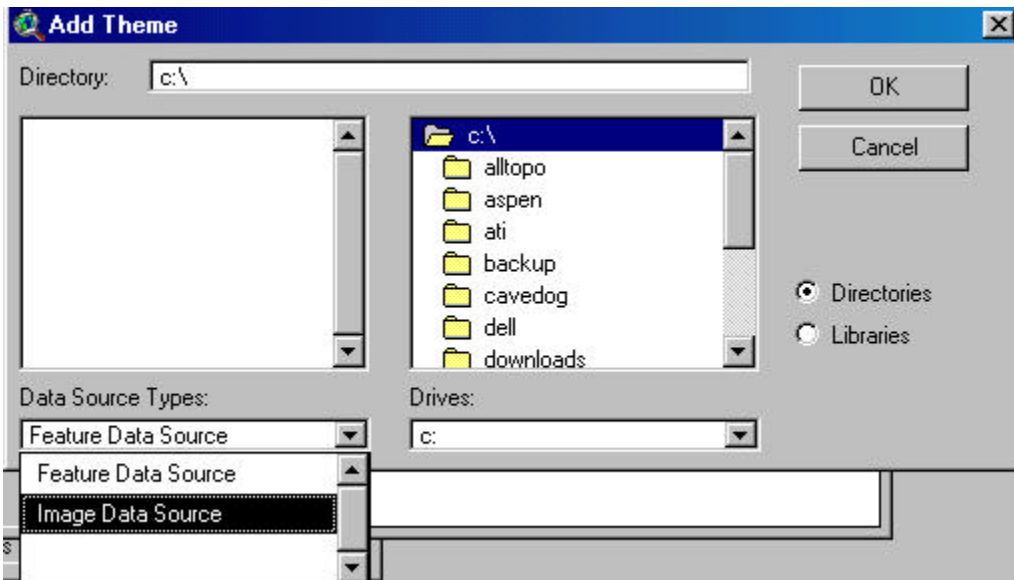 Add Theme
Directory: c:\
OK
Cancel
c:\
alltopo
aspen
ati
backup
cavedog
dell
downloads
Directories
Libraries
Data Source Types:
Drives:
Feature Data Source
c:
Feature Data Source
Image Data Source
s